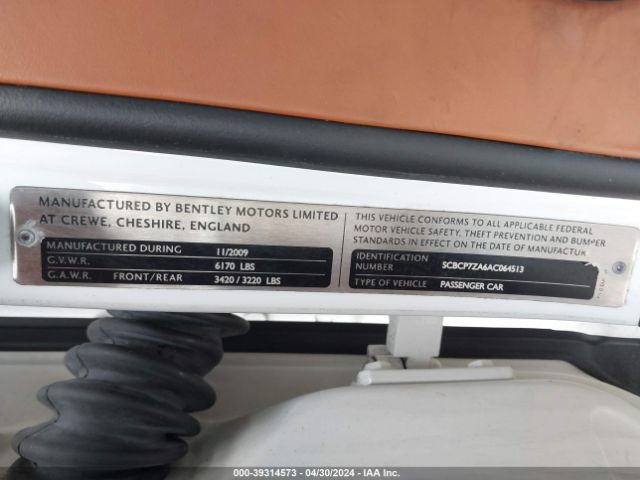 MANUFACTURED BY BENTLEY MOTORS LIMITED
AT CREWE, CHESHIRE, ENGLAND
MANUFACTURED DURING 11/2009
G.V.W.R. 6170 LBS
G.A.W.R. FRONT/REAR 3420 / 3220 LBS
THIS VEHICLE CONFORMS TO ALL APPLICABLE FEDERAL
MOTOR VEHICLE SAFETY, THEFT PREVENTION AND BUMPER
STANDARDS IN EFFECT ON THE DATE OF MANUFACTUR
IDENTIFICATION
NUMBER SCBCP7ZA6AC064513
TYPE OF VEHICLE PASSENGER CAR
000-39314573 - 04/30/2024 - IAA Inc.